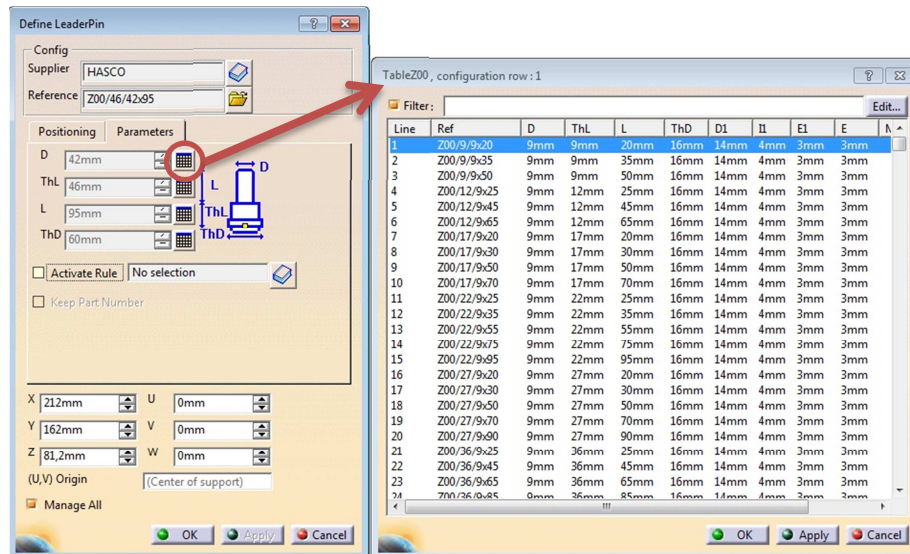 Define LeaderPin
Config
Supplier HASCO
Reference Z00/46/42x95
Positioning Parameters
D 42mm
ThL 46mm
L 95mm
ThD 60mm
D
L
ThL
ThD
Activate Rule No selection
Keep Part Number
X 212mm U 0mm
Y 162mm V 0mm
Z 81,2mm W 0mm
(U,V) Origin (Center of support)
Manage All
OK Apply Cancel
TableZ00 , configuration row : 1
Filter : Edit...
Line Ref D ThL L ThD D1 I1 E1 E
1 Z00/9/9x20 9mm 9mm 20mm 16mm 14mm 4mm 3mm 3mm
2 Z00/9/9x35 9mm 9mm 35mm 16mm 14mm 4mm 3mm 3mm
3 Z00/9/9x50 9mm 9mm 50mm 16mm 14mm 4mm 3mm 3mm
4 Z00/12/9x25 9mm 12mm 25mm 16mm 14mm 4mm 3mm 3mm
5 Z00/12/9x45 9mm 12mm 45mm 16mm 14mm 4mm 3mm 3mm
6 Z00/12/9x65 9mm 12mm 65mm 16mm 14mm 4mm 3mm 3mm
7 Z00/17/9x20 9mm 17mm 20mm 16mm 14mm 4mm 3mm 3mm
8 Z00/17/9x30 9mm 17mm 30mm 16mm 14mm 4mm 3mm 3mm
9 Z00/17/9x50 9mm 17mm 50mm 16mm 14mm 4mm 3mm 3mm
10 Z00/17/9x70 9mm 17mm 70mm 16mm 14mm 4mm 3mm 3mm
11 Z00/22/9x25 9mm 22mm 25mm 16mm 14mm 4mm 3mm 3mm
12 Z00/22/9x35 9mm 22mm 35mm 16mm 14mm 4mm 3mm 3mm
13 Z00/22/9x55 9mm 22mm 55mm 16mm 14mm 4mm 3mm 3mm
14 Z00/22/9x75 9mm 22mm 75mm 16mm 14mm 4mm 3mm 3mm
15 Z00/22/9x95 9mm 22mm 95mm 16mm 14mm 4mm 3mm 3mm
16 Z00/27/9x20 9mm 27mm 20mm 16mm 14mm 4mm 3mm 3mm
17 Z00/27/9x30 9mm 27mm 30mm 16mm 14mm 4mm 3mm 3mm
18 Z00/27/9x50 9mm 27mm 50mm 16mm 14mm 4mm 3mm 3mm
19 Z00/27/9x70 9mm 27mm 70mm 16mm 14mm 4mm 3mm 3mm
20 Z00/27/9x90 9mm 27mm 90mm 16mm 14mm 4mm 3mm 3mm
21 Z00/36/9x25 9mm 36mm 25mm 16mm 14mm 4mm 3mm 3mm
22 Z00/36/9x45 9mm 36mm 45mm 16mm 14mm 4mm 3mm 3mm
23 Z00/36/9x65 9mm 36mm 65mm 16mm 14mm 4mm 3mm 3mm
24 Z00/36/9x85 9mm 36mm 85mm 16mm 14mm 4mm 3mm 3mm
OK Apply Cancel